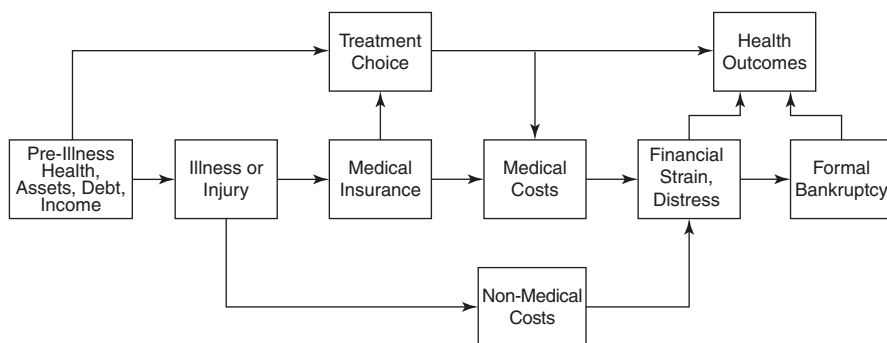 Treatment
Choice
Health
Outcomes
Pre-Illness
Health,
Assets, Debt,
Income
Illness or
Injury
Medical
Insurance
Medical
Costs
Financial
Strain,
Distress
Formal
Bankruptcy
Non-Medical
Costs